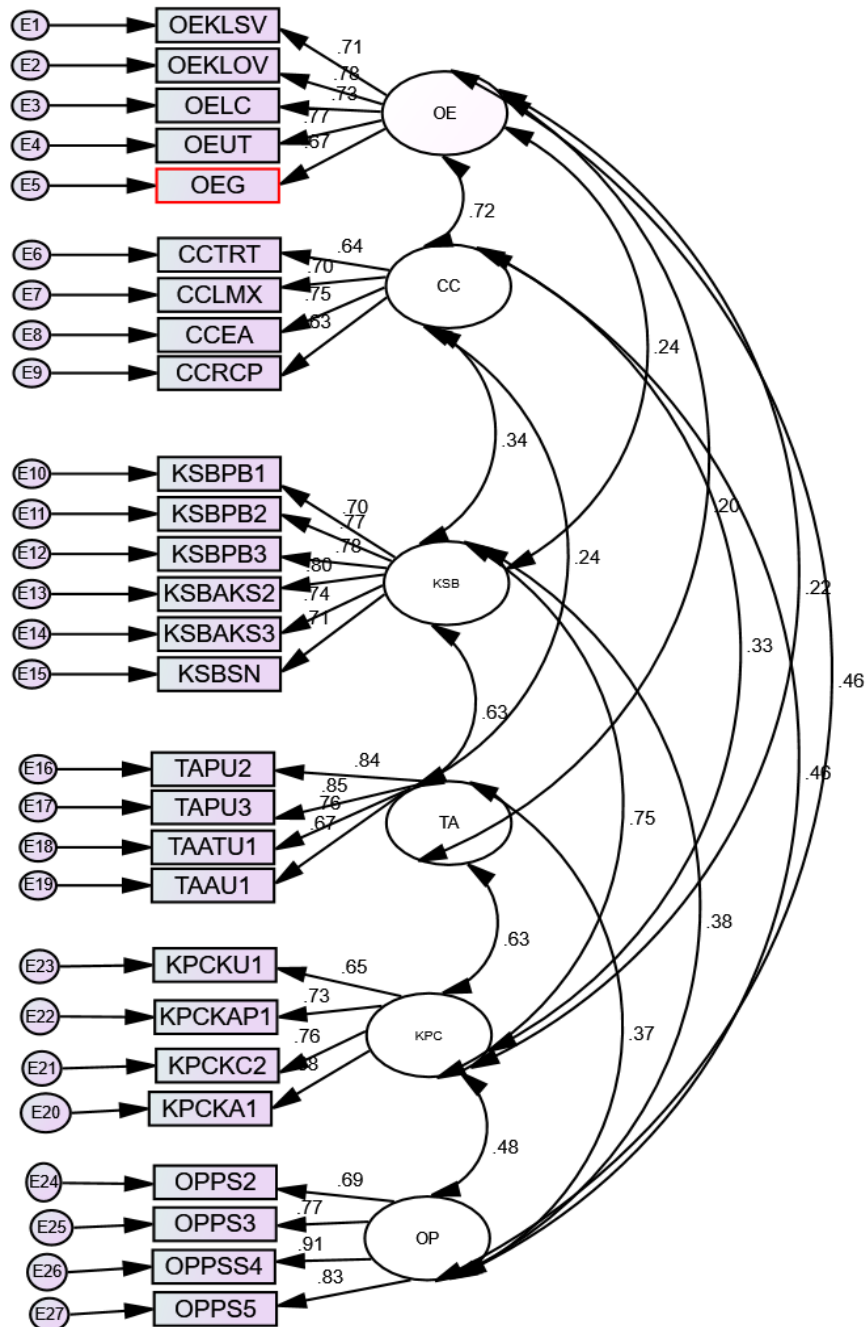 E1 OEKLSV
.71
E2 OEKLOV
.78
E3 OELC
.73
OE
E4 OEUT
.77
E5 OEG
.67
.72
E6 CCTRT
.64
E7 CCLMX
.70
CC
E8 CCEA
.75
E9 CCRCP
.63
.24
.34
E10 KSBPB1
.70
E11 KSBPB2
.77
.20
E12 KSBPB3
.78
.24
E13 KSBAKS2
.80
KSB
.22
E14 KSBAKS3
.74
E15 KSBSN
.71
.33
.46
.63
E16 TAPU2
.84
.46
E17 TAPU3
.85
E18 TAATU1
.76
TA
.75
E19 TAAU1
.67
.38
.63
E23 KPCKU1
.65
E22 KPCKAP1
.73
KPC
.37
E21 KPCKC2
.76
E20 KPCKA1
.48
E24 OPPS2
.69
E25 OPPS3
.77
OP
E26 OPPSS4
.91
E27 OPPS5
.83